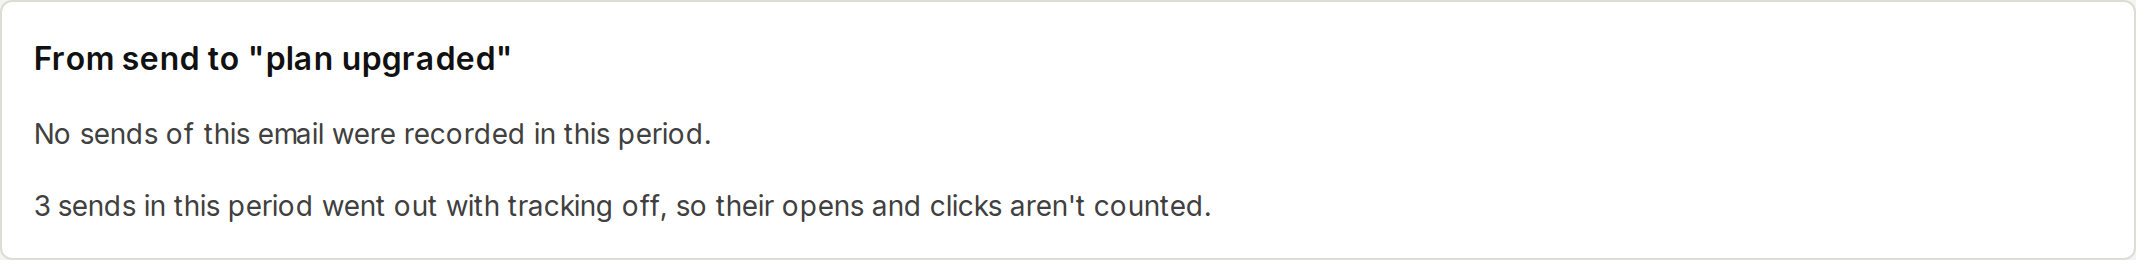 From send to "plan upgraded"
No sends of this email were recorded in this period.
3 sends in this period went out with tracking off, so their opens and clicks aren't counted.